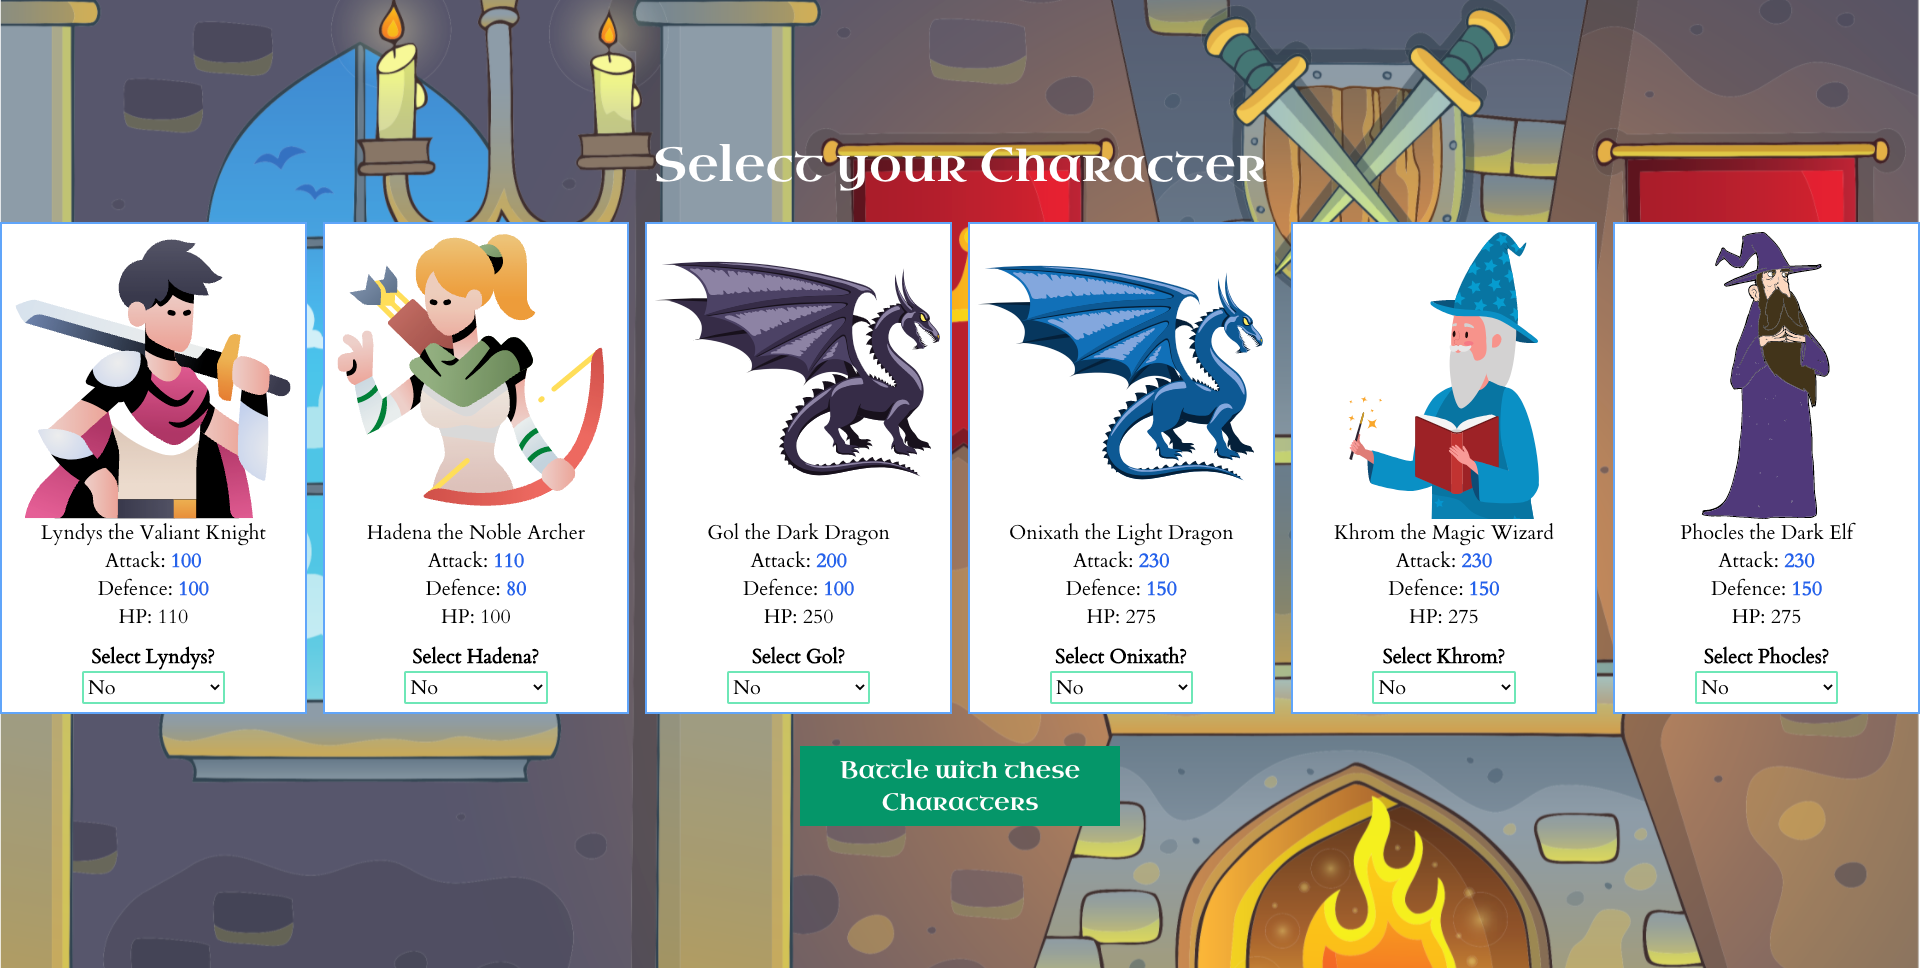 Select your Character
Lyndys the Valiant Knight
Attack: 100
Defence: 100
HP: 110
Select Lyndys?
No
Hadena the Noble Archer
Attack: 110
Defence: 80
HP: 100
Select Hadena?
No
Gol the Dark Dragon
Attack: 200
Defence: 100
HP: 250
Select Gol?
No
Onixath the Light Dragon
Attack: 230
Defence: 150
HP: 275
Select Onixath?
No
Khrom the Magic Wizard
Attack: 230
Defence: 150
HP: 275
Select Khrom?
No
Phocles the Dark Elf
Attack: 230
Defence: 150
HP: 275
Select Phocles?
No
Battle with these
Characters